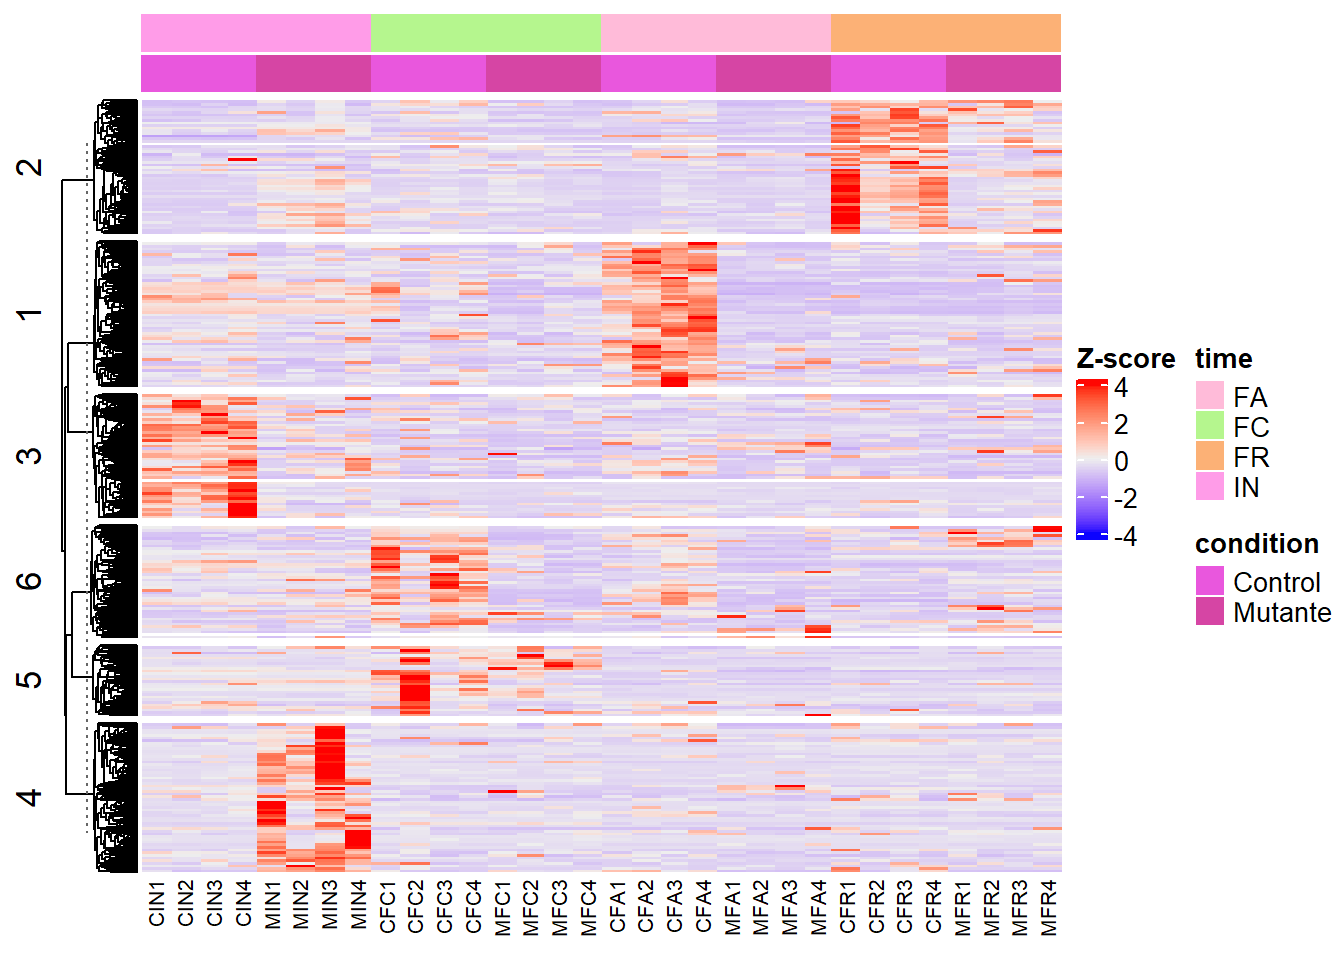 2
1
3
6
5
4
CIN1 CIN2 CIN3 CIN4 MIN1 MIN2 MIN3 MIN4 CFC1 CFC2 CFC3 CFC4 MFC1 MFC2 MFC3 MFC4 CFA1 CFA2 CFA3 CFA4 MFA1 MFA2 MFA3 MFA4 CFR1 CFR2 CFR3 CFR4 MFR1 MFR2 MFR3 MFR4
Z-score
4
2
0
-2
-4
time
FA
FC
FR
IN
condition
Control
Mutante